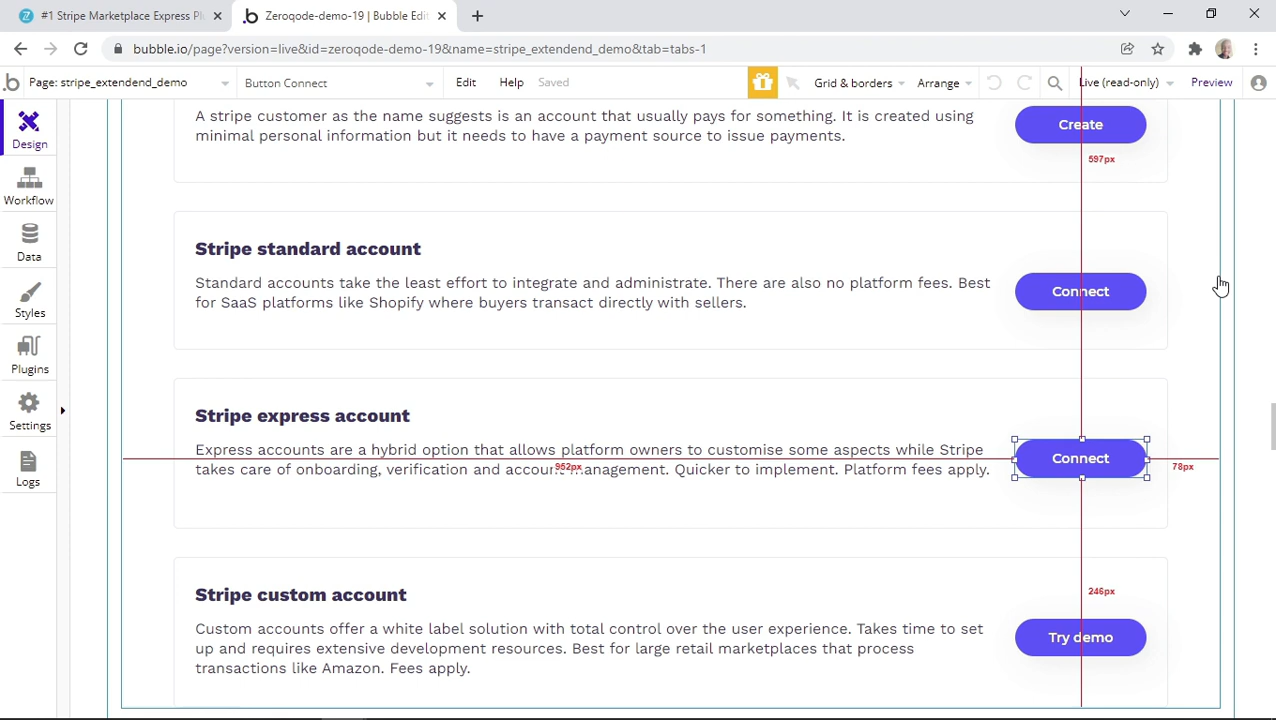 #1 Stripe Marketplace Express Pl
Zeroqode-demo-19 | Bubble Edit
bubble.io/page?version=live&id=zeroqode-demo-19&name=stripe_extendend_demo&tab=tabs-1
Page: stripe_extendend_demo
Button Connect
Edit
Help
Saved
Grid & borders
Arrange
Live (read-only)
Preview
Design
Workflow
Data
Styles
Plugins
Settings
Logs
A stripe customer as the name suggests is an account that usually pays for something. It is created using
minimal personal information but it needs to have a payment source to issue payments.
Create
597px
Stripe standard account
Standard accounts take the least effort to integrate and administrate. There are also no platform fees. Best
for SaaS platforms like Shopify where buyers transact directly with sellers.
Connect
Stripe express account
Express accounts are a hybrid option that allows platform owners to customise some aspects while Stripe
takes care of onboarding, verification and account management. Quicker to implement. Platform fees apply.
952px
Connect
78px
246px
Stripe custom account
Custom accounts offer a white label solution with total control over the user experience. Takes time to set
up and requires extensive development resources. Best for large retail marketplaces that process
transactions like Amazon. Fees apply.
Try demo